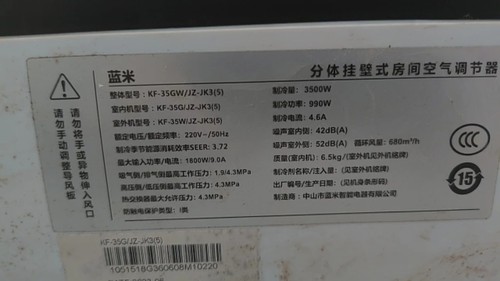 蓝米
分体挂壁式房间空气调节器
整体型号： KF-35GW/JZ-JK3(5)
室内机型号： KF-35G/JZ-JK3(5)
室外机型号： KF-35W/JZ-JK3(5)
额定电压/额定频率： 220V～/50Hz
制冷季节能源消耗效率SEER： 3.72
最大输入功率/电流： 1800W/9.0A
吸气侧/排气侧最高工作压力： 1.9/4.3MPa
高压侧/低压侧最高工作压力： 4.3MPa
热交换器最大允许压力： 4.3MPa
防触电保护类型： I类
制冷量： 3500W
制冷功率： 990W
制冷电流： 4.6A
噪声室内侧： 42dB(A)
噪声室外侧： 52dB(A) 循环风量： 680m³/h
质量(室内机)： 6.5kg/(室外机见外机铭牌)
制冷剂名称/注入量： (见室外机铭牌)
出厂编号/生产日期： (见机身条形码)
制造商： 中山市蓝米智能电器有限公司
请勿将手或异物伸入风口
请勿手动调整导风板
15
KF-35G/JZ-JK3(5)
1051518G360608M10220